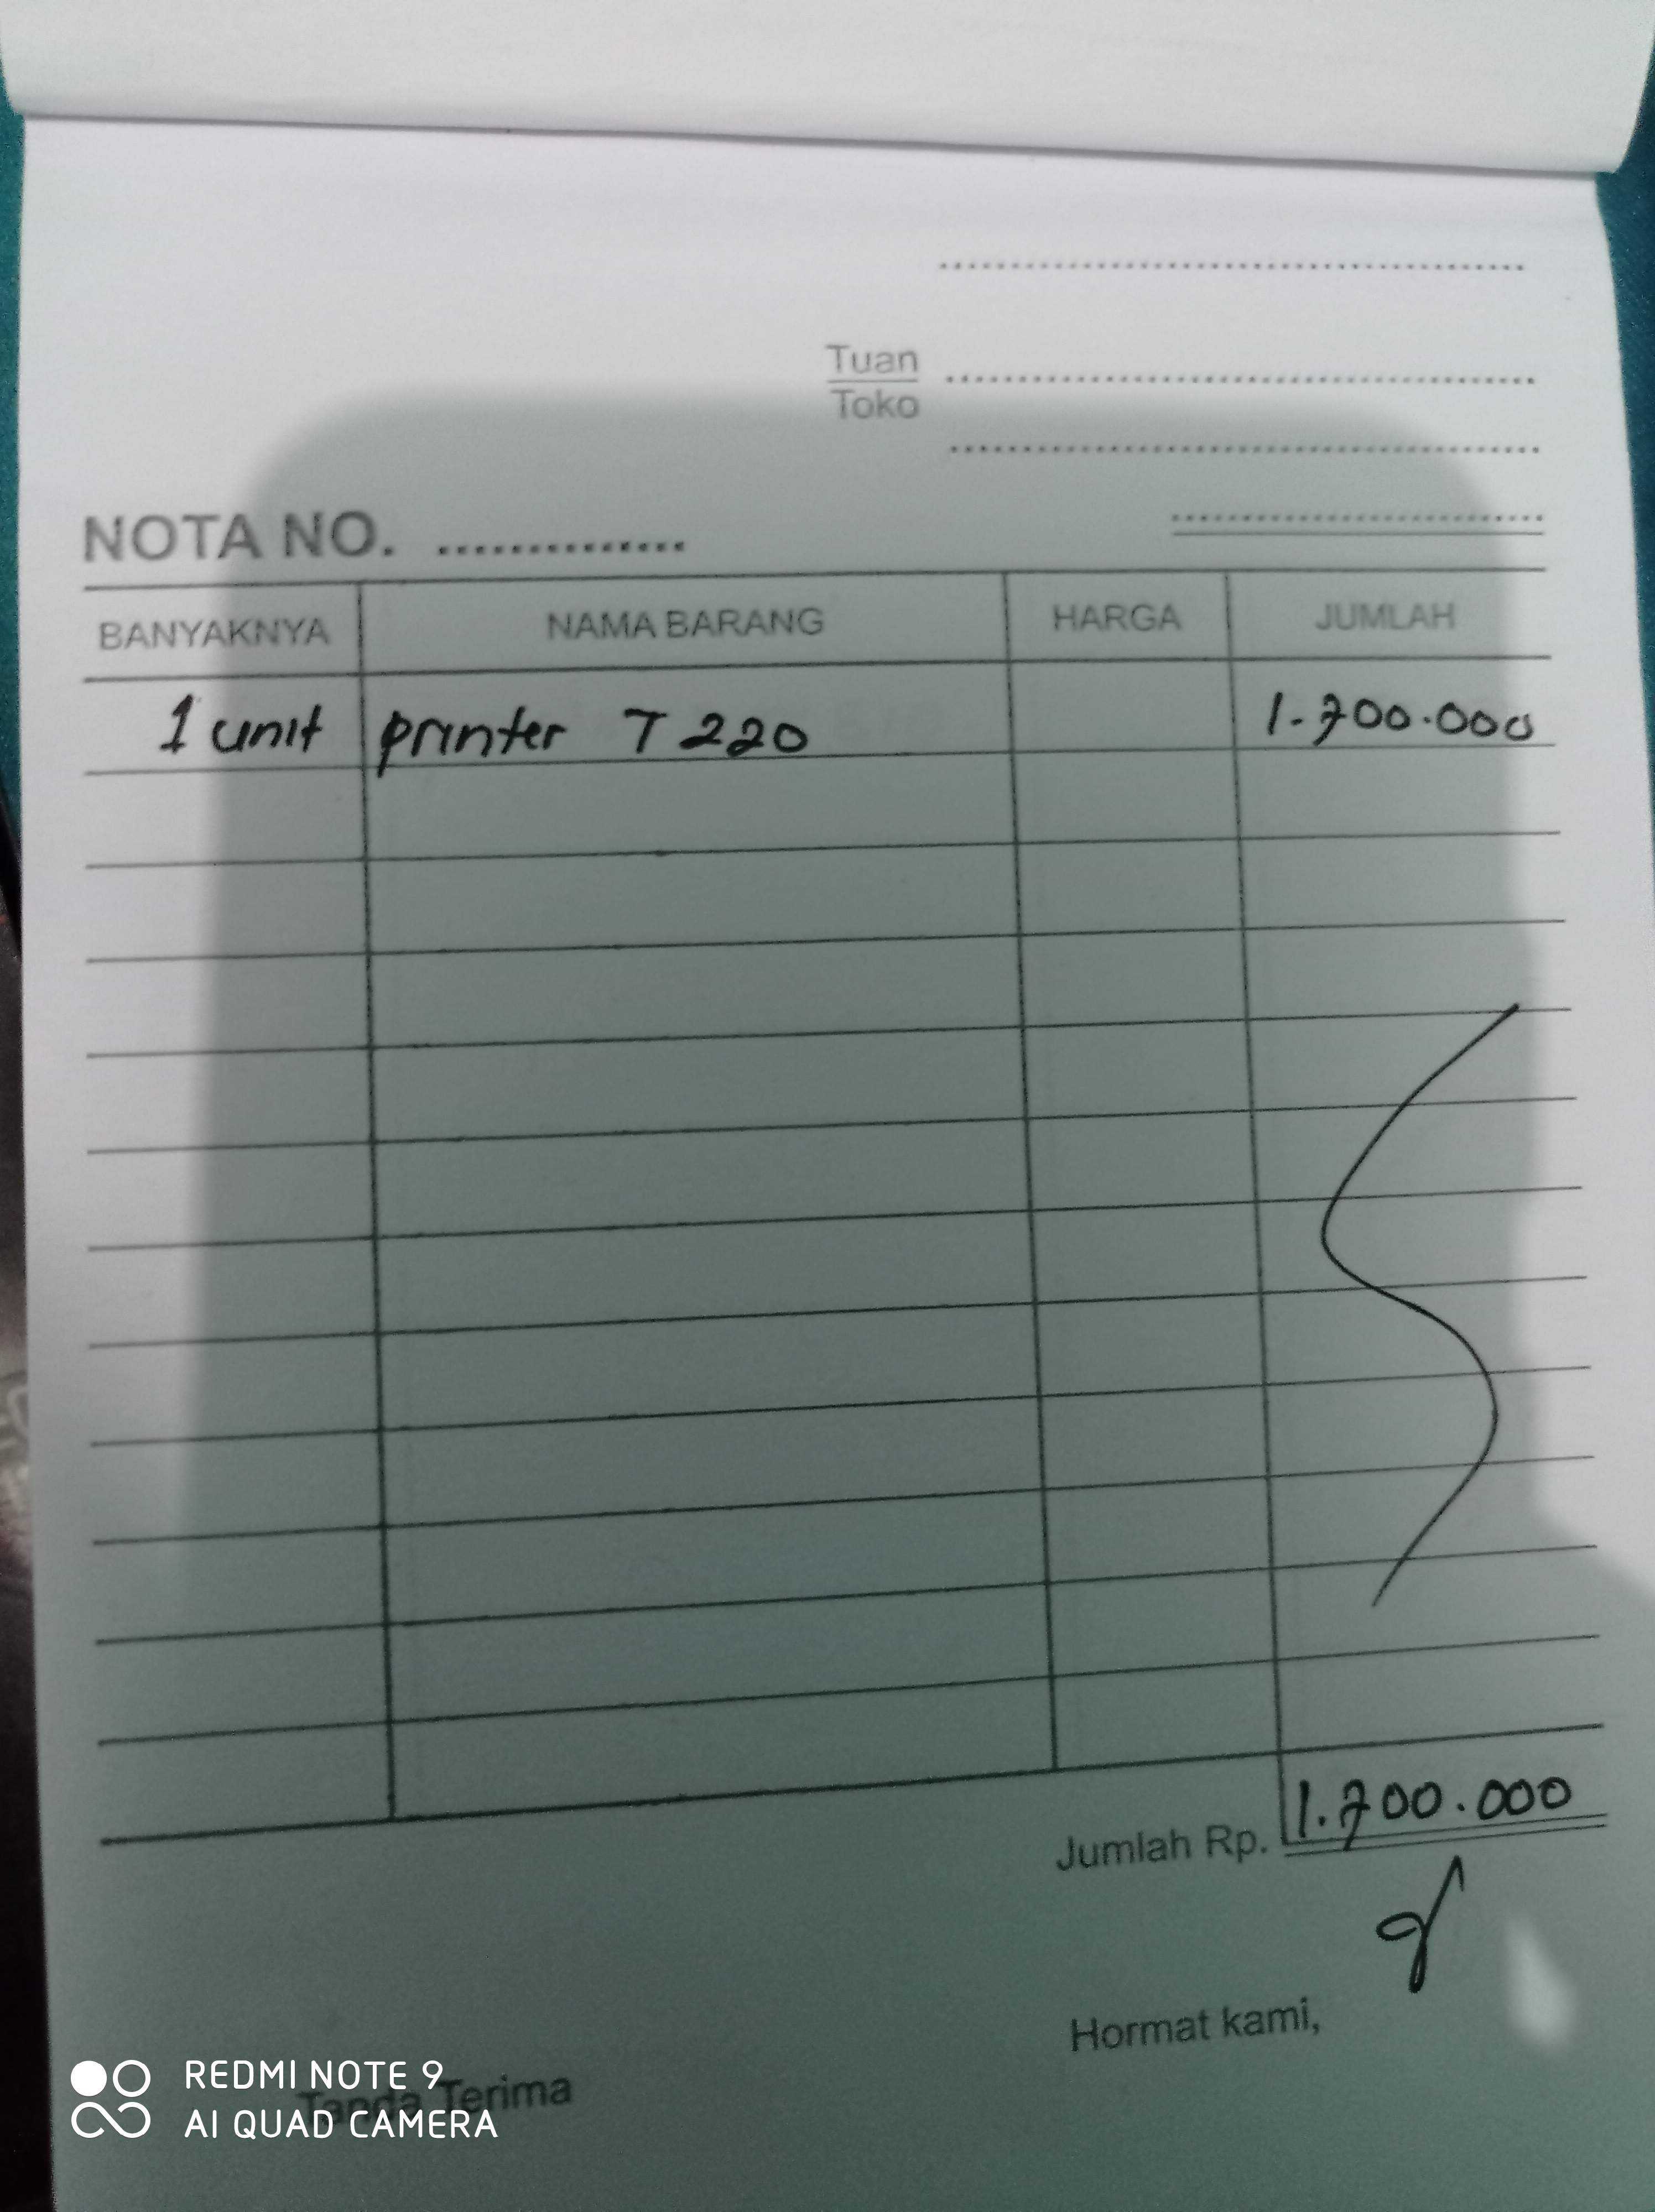 Tuan
Toko
NOTA NO. ..............
BANYAKNYA NAMA BARANG HARGA JUMLAH
1 unit printer T 220 1.700.000
Jumlah Rp. 1.700.000
Hormat kami,
Tanda Terima
REDMI NOTE 9
AI QUAD CAMERA